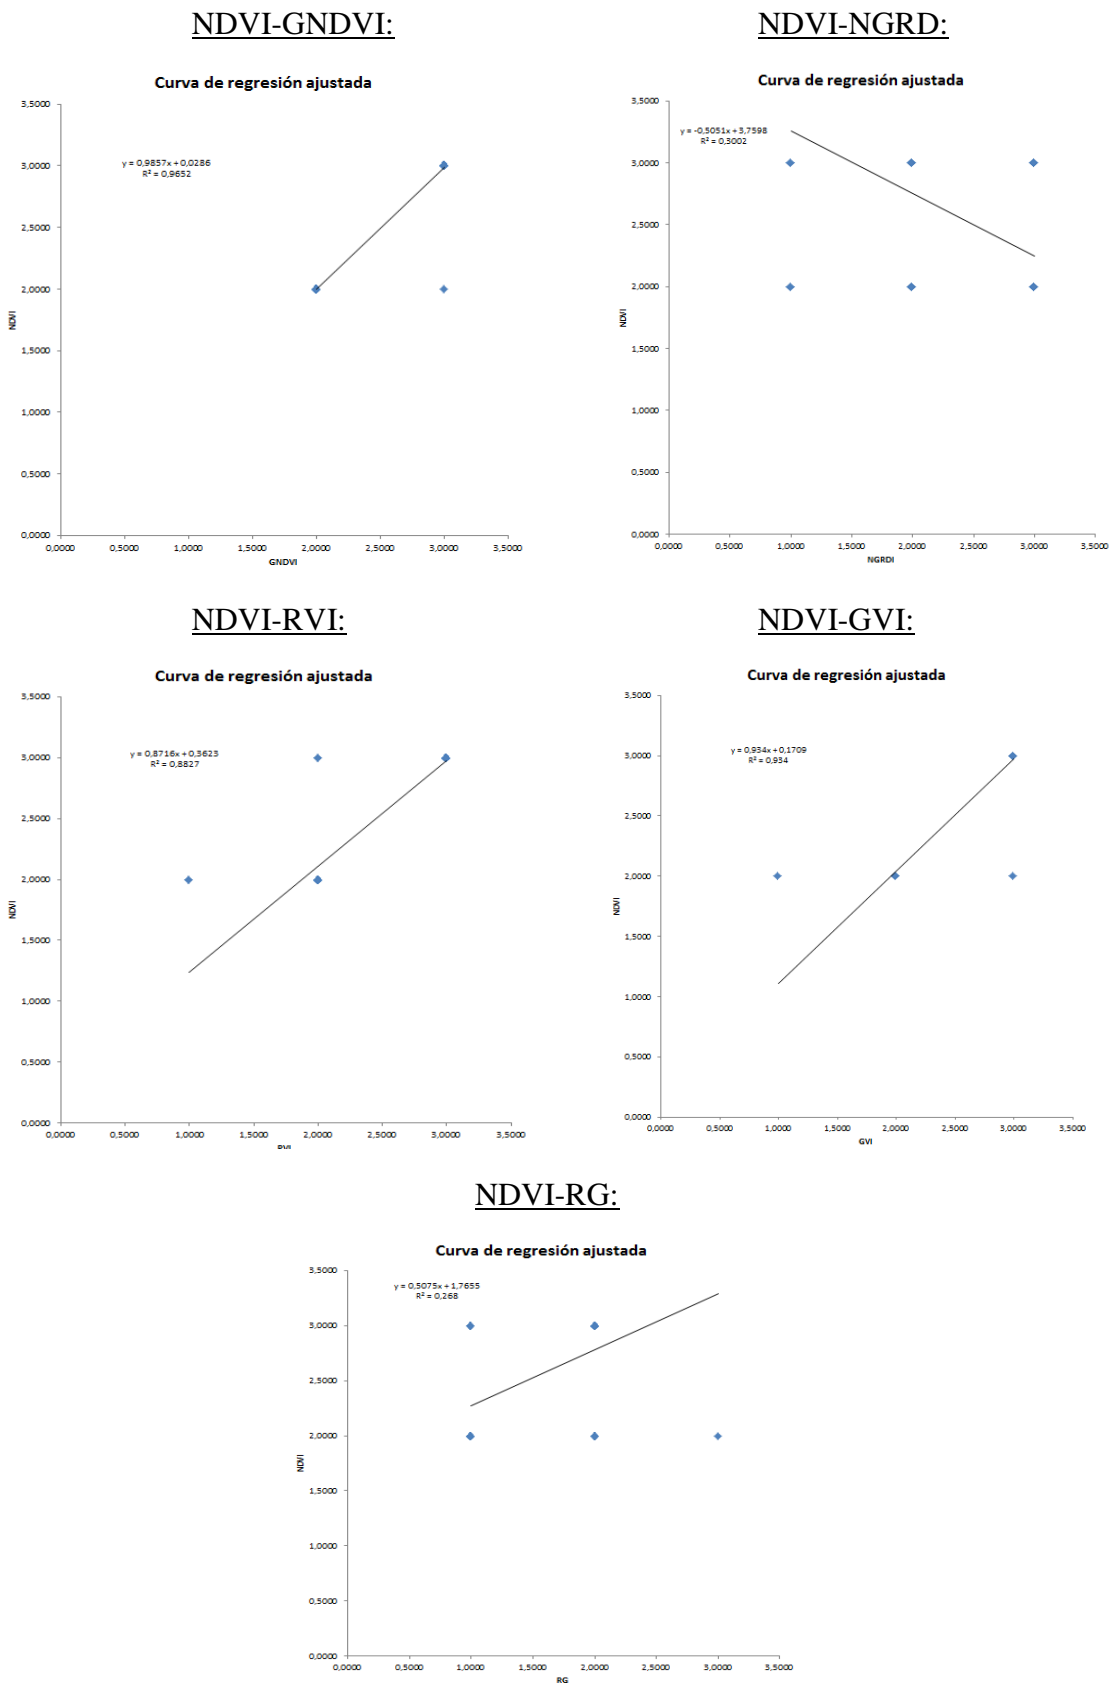 NDVI-GNDVI:
Curva de regresión ajustada
y = 0,9857x + 0,0286
R² = 0,9652
3,5000
3,0000
2,5000
2,0000
1,5000
1,0000
0,5000
0,0000
NDVI
0,0000 0,5000 1,0000 1,5000 2,0000 2,5000 3,0000 3,5000
GNDVI
NDVI-NGRD:
Curva de regresión ajustada
y = -0,5051x + 3,7598
R² = 0,3002
3,5000
3,0000
2,5000
2,0000
1,5000
1,0000
0,5000
0,0000
NDVI
0,0000 0,5000 1,0000 1,5000 2,0000 2,5000 3,0000 3,5000
NGRDI
NDVI-RVI:
Curva de regresión ajustada
y = 0,8716x + 0,3623
R² = 0,8827
3,5000
3,0000
2,5000
2,0000
1,5000
1,0000
0,5000
0,0000
NDVI
0,0000 0,5000 1,0000 1,5000 2,0000 2,5000 3,0000 3,5000
RVI
NDVI-GVI:
Curva de regresión ajustada
y = 0,934x + 0,1709
R² = 0,934
3,5000
3,0000
2,5000
2,0000
1,5000
1,0000
0,5000
0,0000
NDVI
0,0000 0,5000 1,0000 1,5000 2,0000 2,5000 3,0000 3,5000
GVI
NDVI-RG:
Curva de regresión ajustada
y = 0,5075x + 1,7655
R² = 0,268
3,5000
3,0000
2,5000
2,0000
1,5000
1,0000
0,5000
0,0000
NDVI
0,0000 0,5000 1,0000 1,5000 2,0000 2,5000 3,0000 3,5000
RG